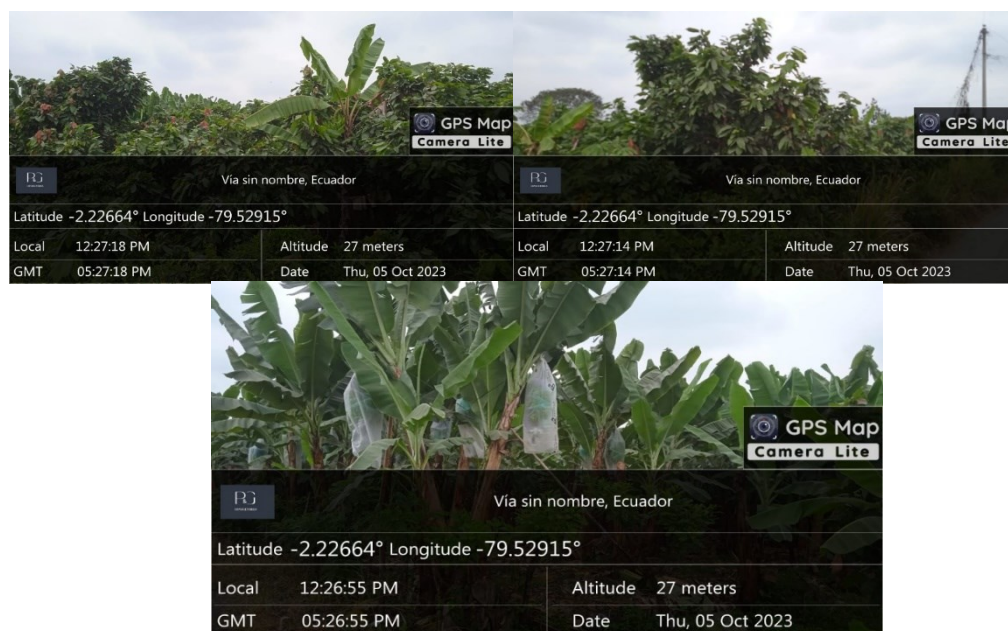 GPS Map
Camera Lite
Vía sin nombre, Ecuador
Latitude -2.22664° Longitude -79.52915°
Local 12:27:18 PM Altitude 27 meters
GMT 05:27:18 PM Date Thu, 05 Oct 2023
GPS Map
Camera Lite
Vía sin nombre, Ecuador
Latitude -2.22664° Longitude -79.52915°
Local 12:27:14 PM Altitude 27 meters
GMT 05:27:14 PM Date Thu, 05 Oct 2023
GPS Map
Camera Lite
Vía sin nombre, Ecuador
Latitude -2.22664° Longitude -79.52915°
Local 12:26:55 PM Altitude 27 meters
GMT 05:26:55 PM Date Thu, 05 Oct 2023